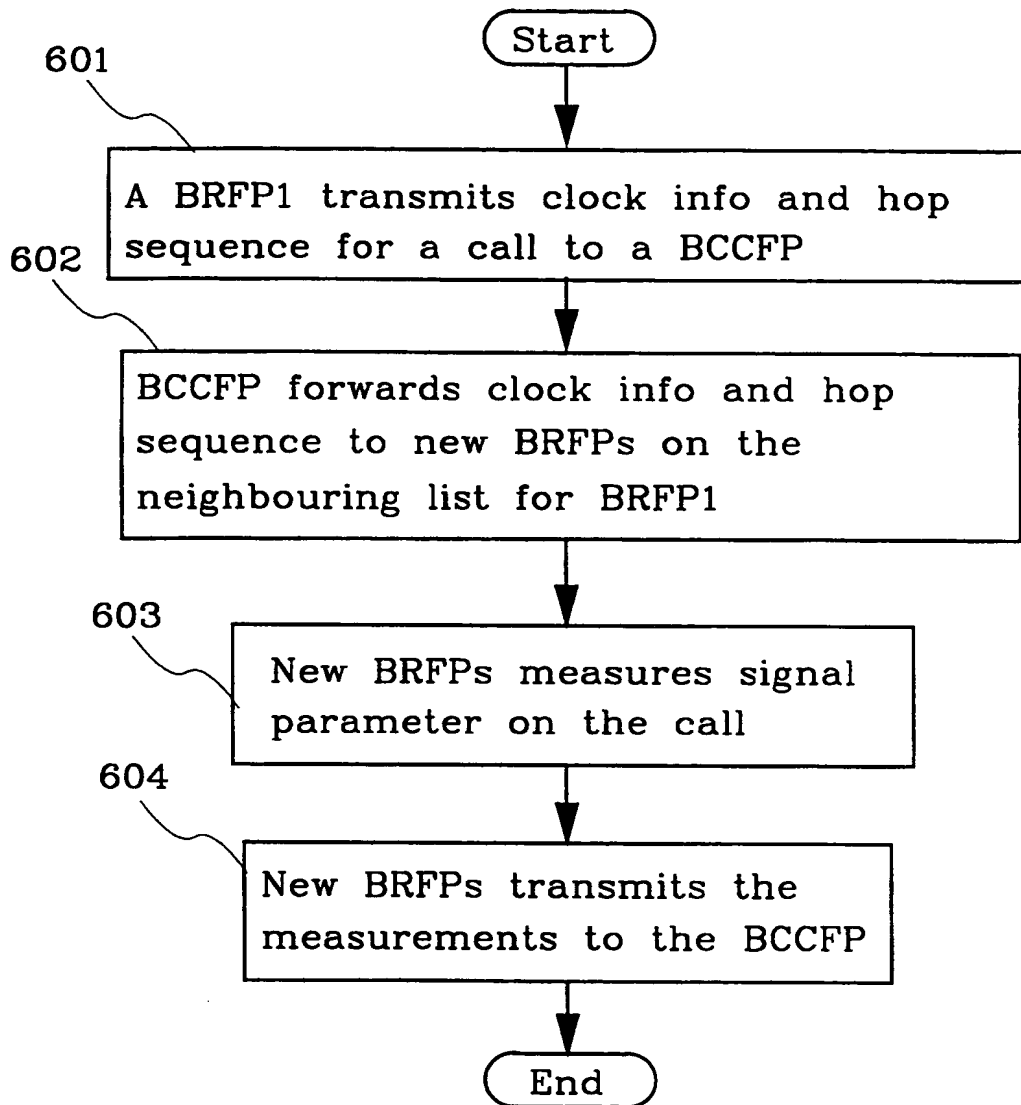 Start
601
A BRFP1 transmits clock info and hop
sequence for a call to a BCCFP
602
BCCFP forwards clock info and hop
sequence to new BRFPs on the
neighbouring list for BRFP1
603
New BRFPs measures signal
parameter on the call
604
New BRFPs transmits the
measurements to the BCCFP
End